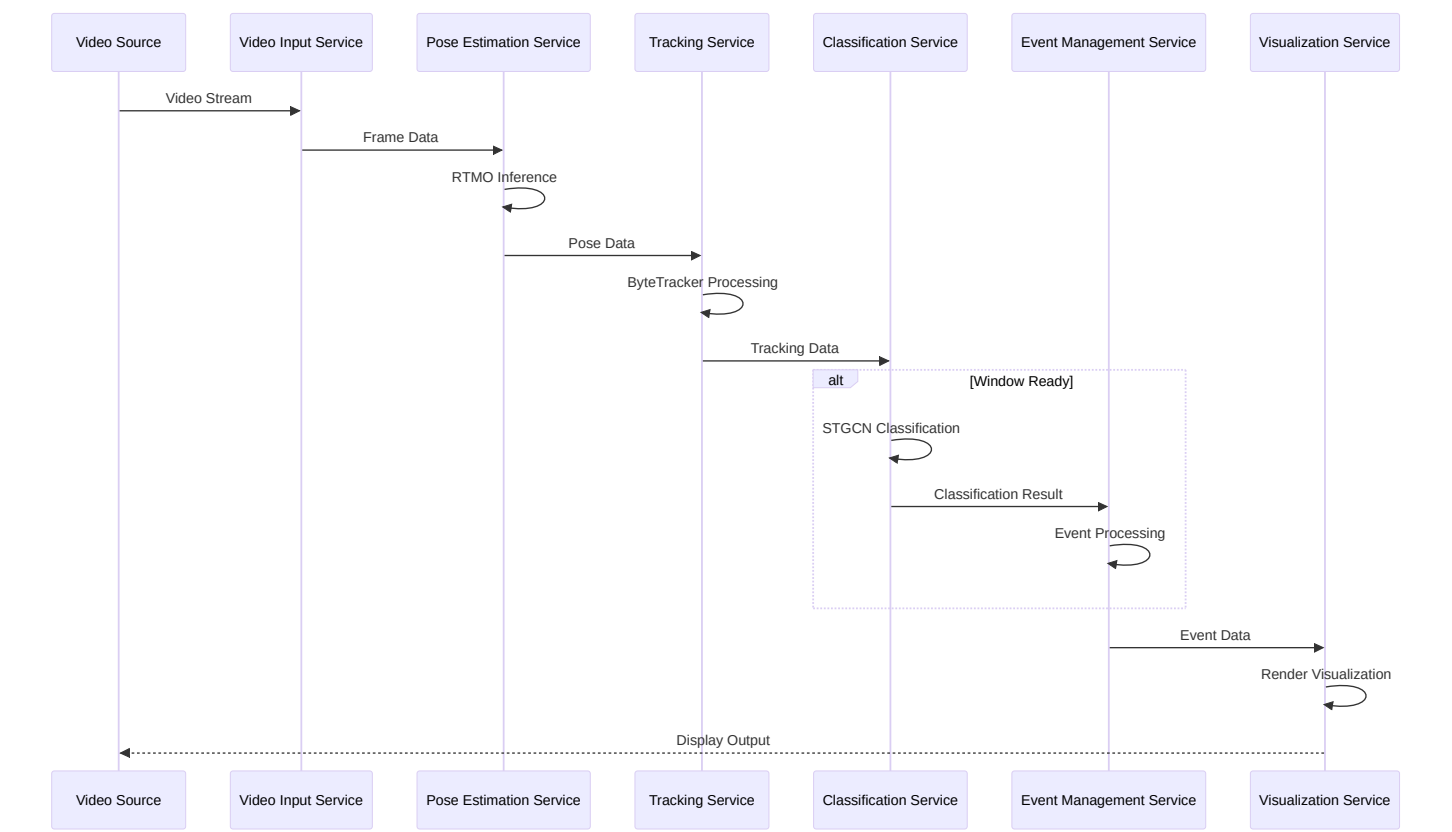 Video Source
Video Input Service
Pose Estimation Service
Tracking Service
Classification Service
Event Management Service
Visualization Service
Video Stream
Frame Data
RTMO Inference
Pose Data
ByteTracker Processing
Tracking Data
alt
[Window Ready]
STGCN Classification
Classification Result
Event Processing
Event Data
Render Visualization
Display Output
Video Source
Video Input Service
Pose Estimation Service
Tracking Service
Classification Service
Event Management Service
Visualization Service